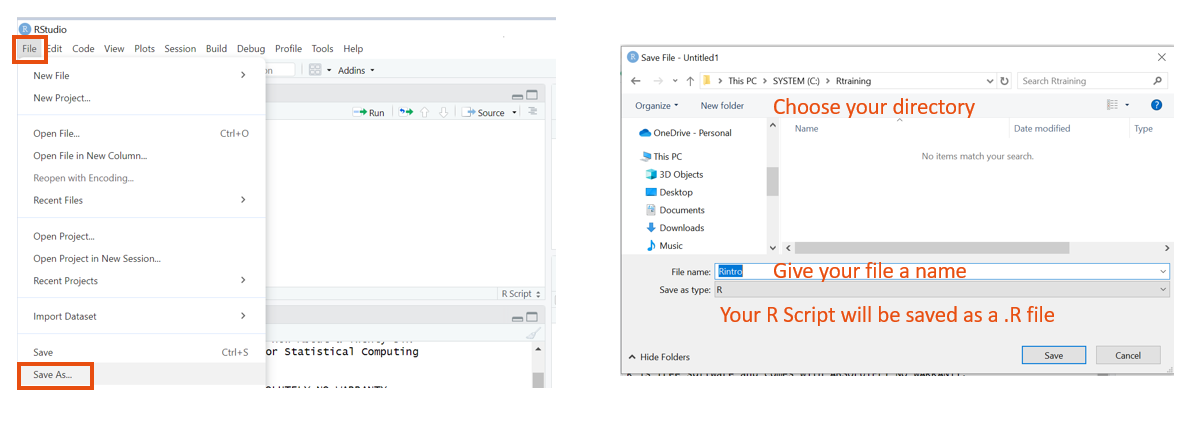 RStudio
File Edit Code View Plots Session Build Debug Profile Tools Help
New File
New Project...
Open File... Ctrl+O
Open File in New Column...
Reopen with Encoding...
Recent Files
Open Project...
Open Project in New Session...
Recent Projects
Import Dataset
Save Ctrl+S
Save As...
Addins
Run Source
R Script
or Statistical Computing
Save File - Untitled1
This PC > SYSTEM (C:) > Rtraining
Search Rtraining
Organize New folder
Choose your directory
OneDrive - Personal
This PC
3D Objects
Desktop
Documents
Downloads
Music
Name Date modified Type
No items match your search.
File name: Rintro
Give your file a name
Save as type: R
Your R Script will be saved as a .R file
Hide Folders
Save Cancel